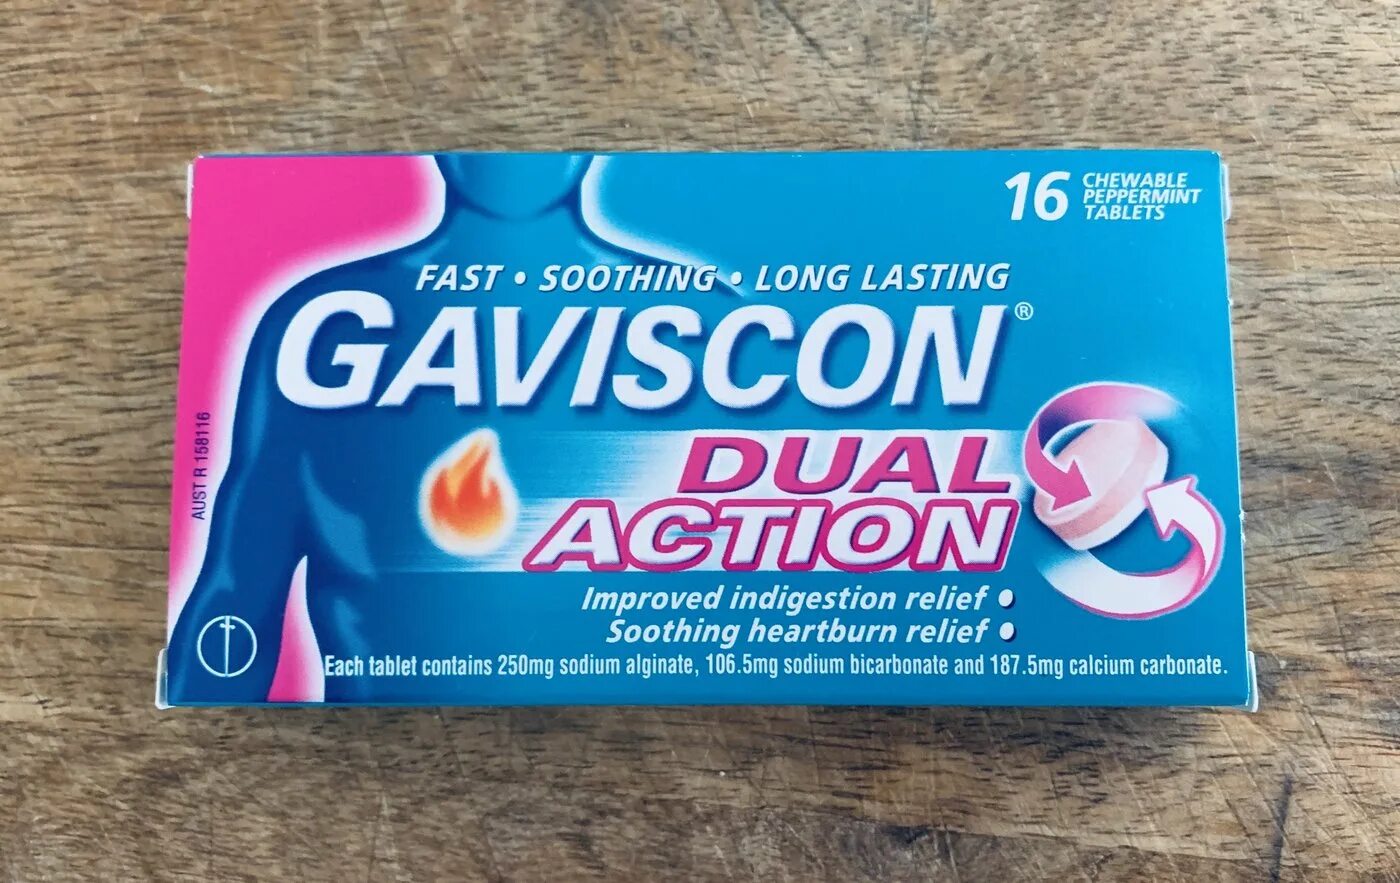 16 CHEWABLE
PEPPERMINT
TABLETS
FAST • SOOTHING • LONG LASTING
GAVISCON®
DUAL
ACTION
Improved indigestion relief •
Soothing heartburn relief •
Each tablet contains 250mg sodium alginate, 106.5mg sodium bicarbonate and 187.5mg calcium carbonate.
AUST R 158116